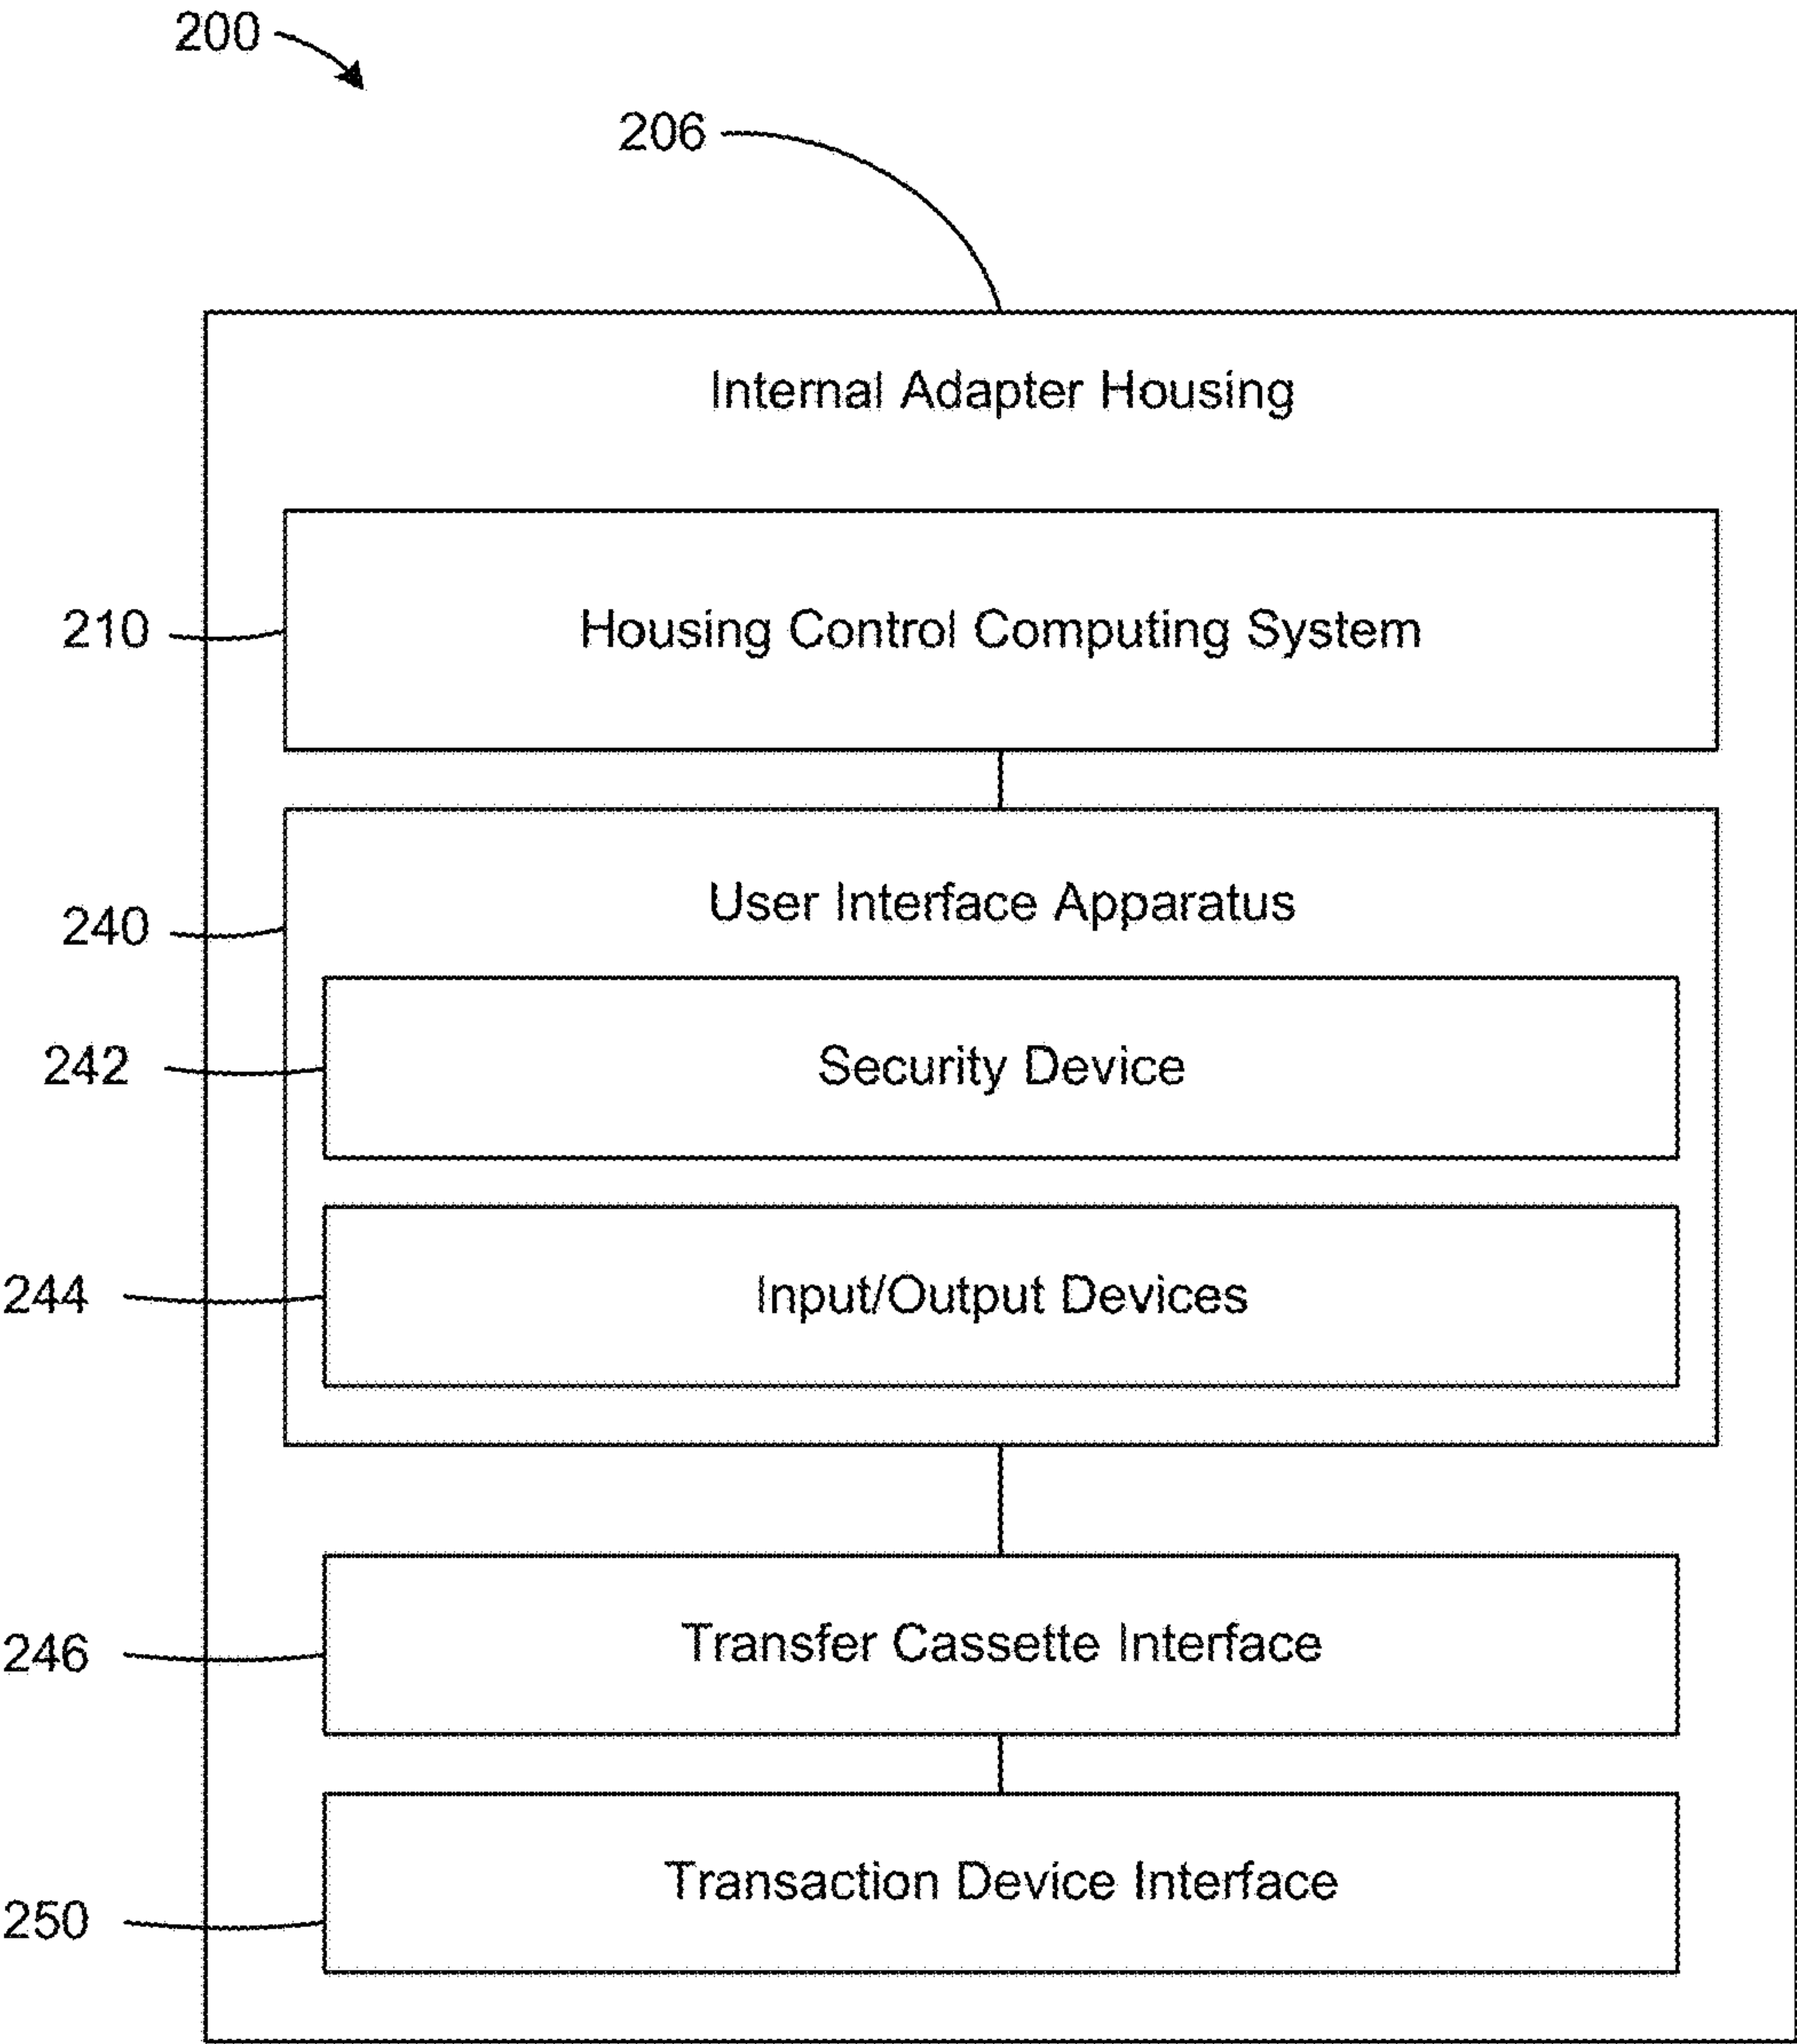 200
206
Internal Adapter Housing
210
Housing Control Computing System
240
User Interface Apparatus
242
Security Device
244
Input/Output Devices
246
Transfer Cassette Interface
250
Transaction Device Interface